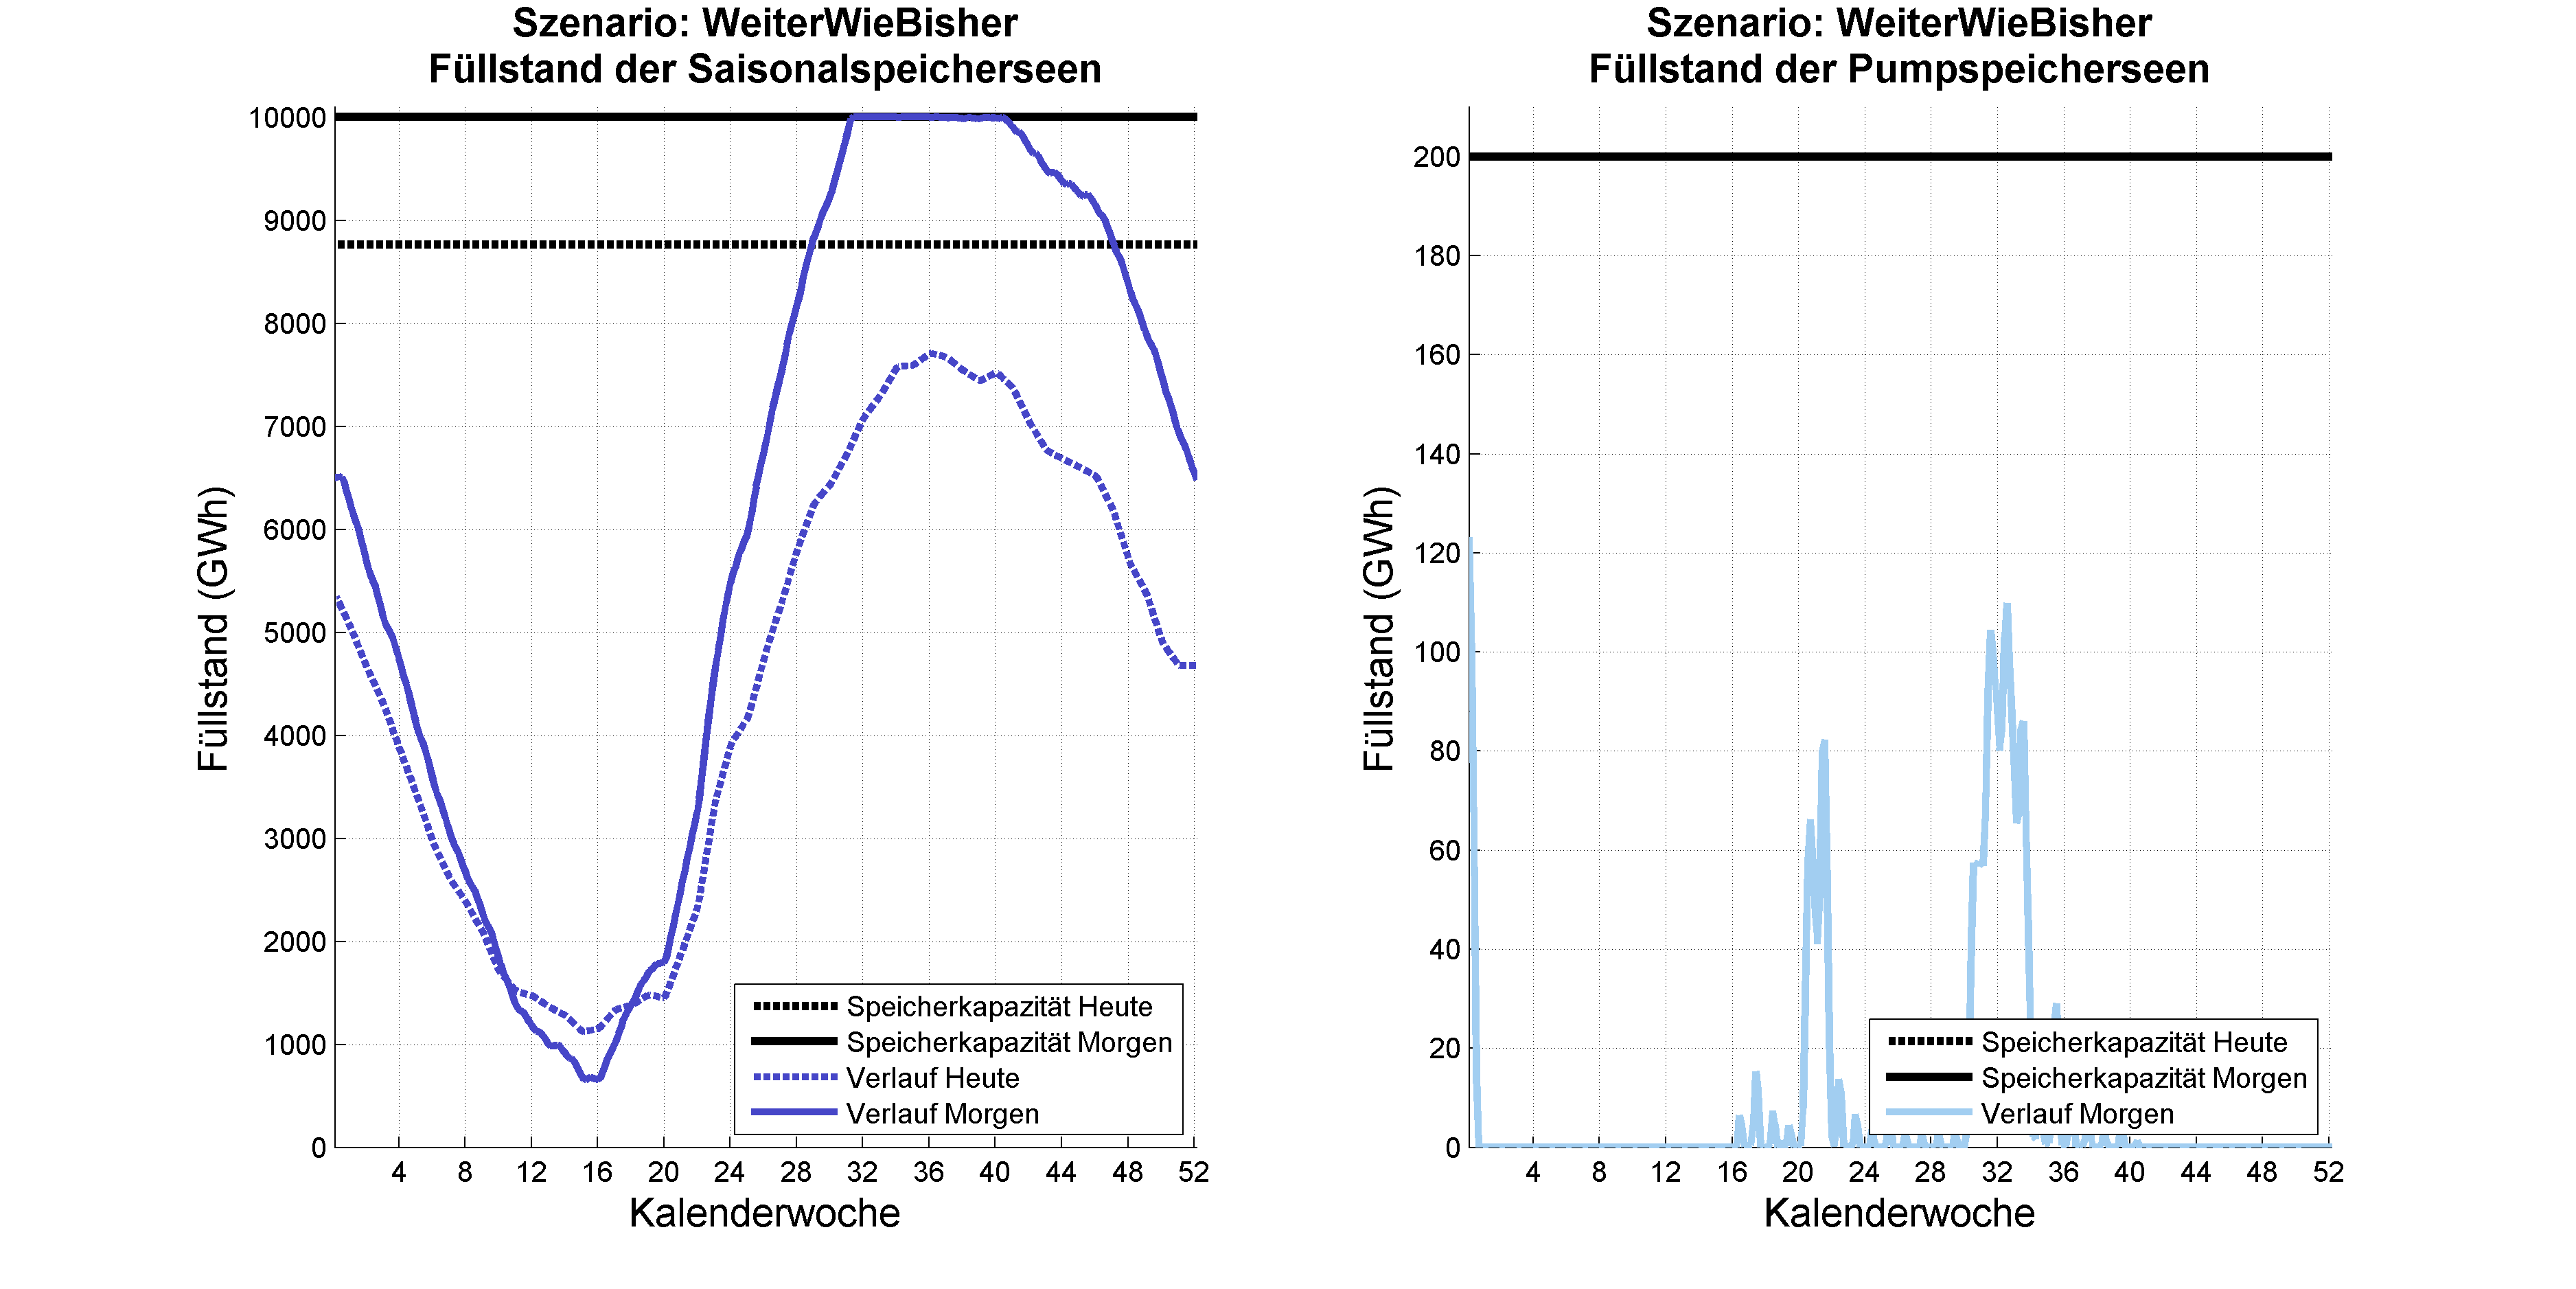 Szenario: WeiterWieBisher
Füllstand der Saisonalspeicherseen
10000
9000
8000
7000
6000
5000
4000
3000
2000
1000
0
Füllstand (GWh)
4 8 12 16 20 24 28 32 36 40 44 48 52
Kalenderwoche
Speicherkapazität Heute
Speicherkapazität Morgen
Verlauf Heute
Verlauf Morgen
Szenario: WeiterWieBisher
Füllstand der Pumpspeicherseen
200
180
160
140
120
100
80
60
40
20
0
Füllstand (GWh)
4 8 12 16 20 24 28 32 36 40 44 48 52
Kalenderwoche
Speicherkapazität Heute
Speicherkapazität Morgen
Verlauf Morgen